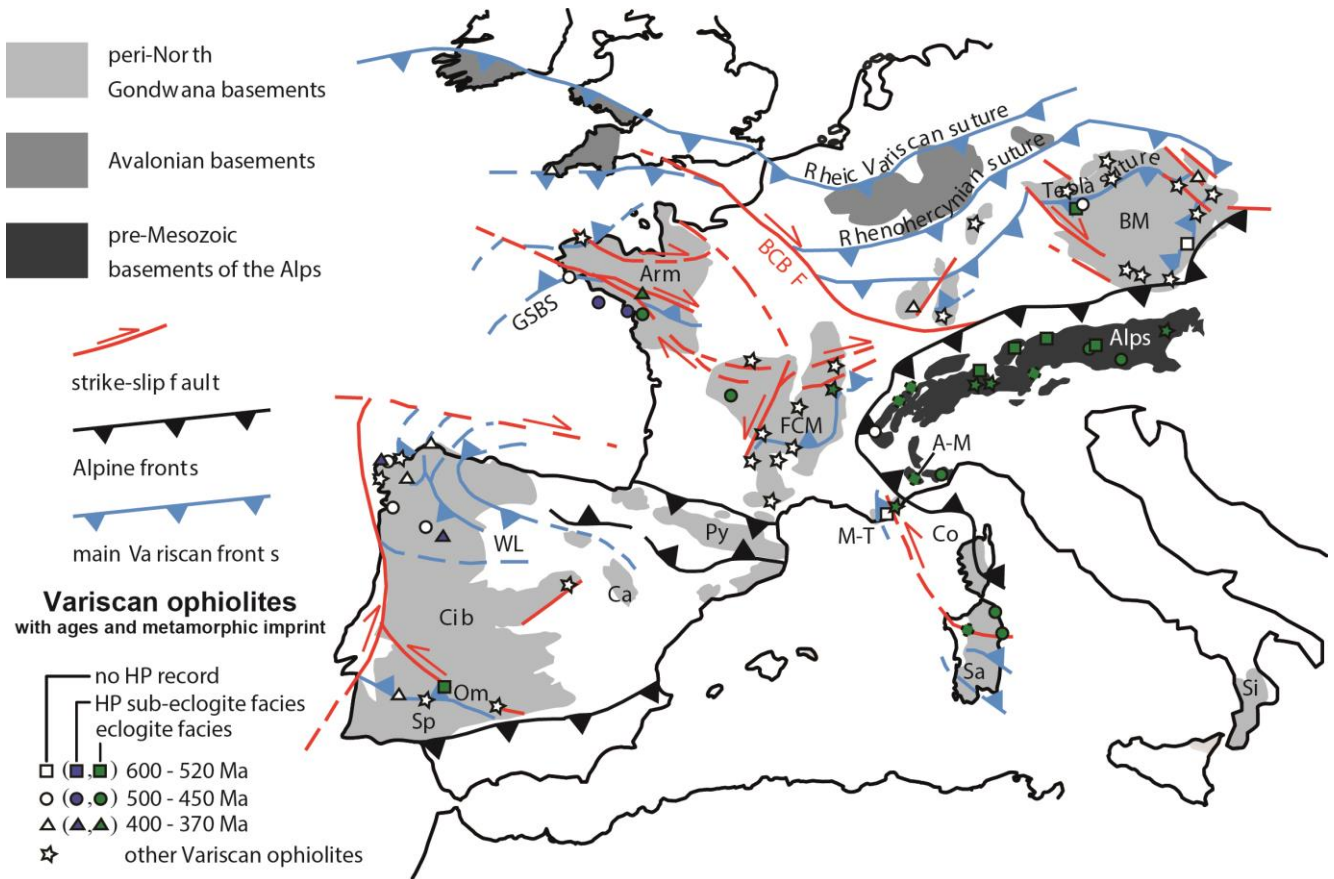 peri-North
Gondwana basements
Avalonian basements
pre-Mesozoic
basements of the Alps
strike-slip fault
Alpine fronts
main Variscan fronts
Variscan ophiolites
with ages and metamorphic imprint
no HP record
HP sub-eclogite facies
eclogite facies
( , ) 600 - 520 Ma
( , ) 500 - 450 Ma
( , ) 400 - 370 Ma
other Variscan ophiolites
Rheic Variscan suture
Rhenohercynian suture
Teplà suture
BM
BCBF
Arm
GSBS
Alps
FCM
A-M
M-T
Co
Py
WL
Ca
Cib
Om
Sp
Sa
Si